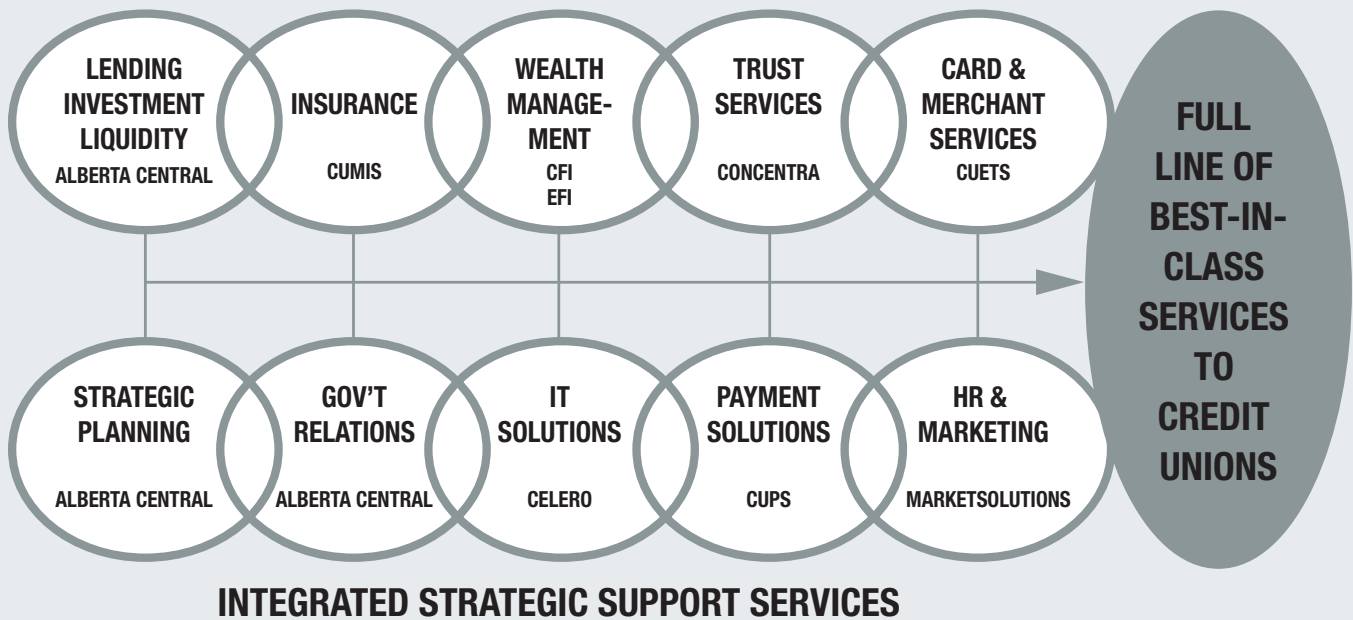 LENDING
INVESTMENT
LIQUIDITY
ALBERTA CENTRAL
INSURANCE
CUMIS
WEALTH
MANAGE-
MENT
CFI
EFI
TRUST
SERVICES
CONCENTRA
CARD &
MERCHANT
SERVICES
CUETS
STRATEGIC
PLANNING
ALBERTA CENTRAL
GOV'T
RELATIONS
ALBERTA CENTRAL
IT
SOLUTIONS
CELERO
PAYMENT
SOLUTIONS
CUPS
HR &
MARKETING
MARKETSOLUTIONS
FULL
LINE OF
BEST-IN-
CLASS
SERVICES
TO
CREDIT
UNIONS
INTEGRATED STRATEGIC SUPPORT SERVICES